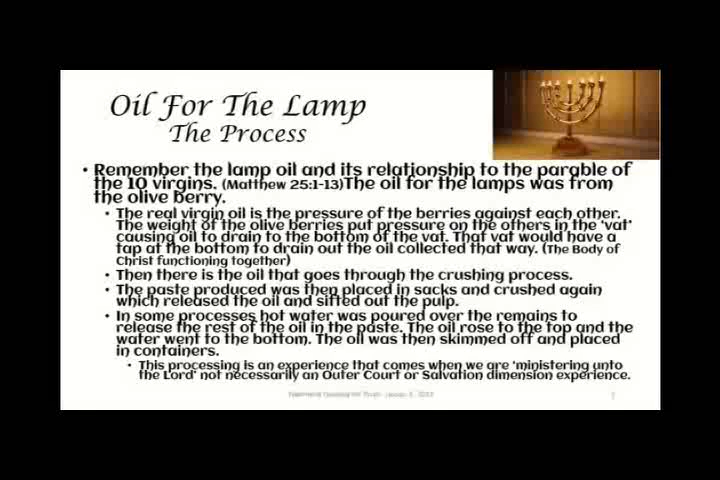 Oil For The Lamp
The Process
• Remember the lamp oil and its relationship to the parable of
the 10 virgins. (Matthew 25:1-13)The oil for the lamps was from
the olive berry.
• The real virgin oil is the pressure of the berries against each other.
The weight of the olive berries put pressure on the others in the ‘vat’
causing oil to drain to the bottom of the vat. That vat would have a
tap at the bottom to drain out the oil collected that way. (The Body of
Christ functioning together)
• Then there is the oil that goes through the crushing process.
• The paste produced was then placed in sacks and crushed again
which released the oil and sifted out the pulp.
• In some processes hot water was poured over the remains to
release the rest of the oil in the paste. The oil rose to the top and the
water went to the bottom. The oil was then skimmed off and placed
in containers.
• This processing is an experience that comes when we are ‘ministering unto
the Lord’ not necessarily an Outer Court or Salvation dimension experience.